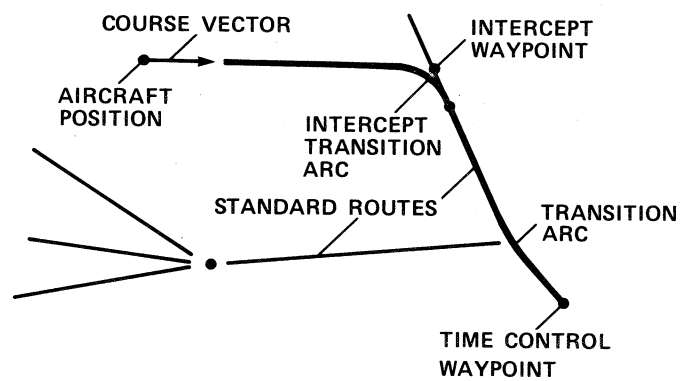 COURSE VECTOR
INTERCEPT
WAYPOINT
AIRCRAFT
POSITION
INTERCEPT
TRANSITION
ARC
STANDARD ROUTES
TRANSITION
ARC
TIME CONTROL
WAYPOINT